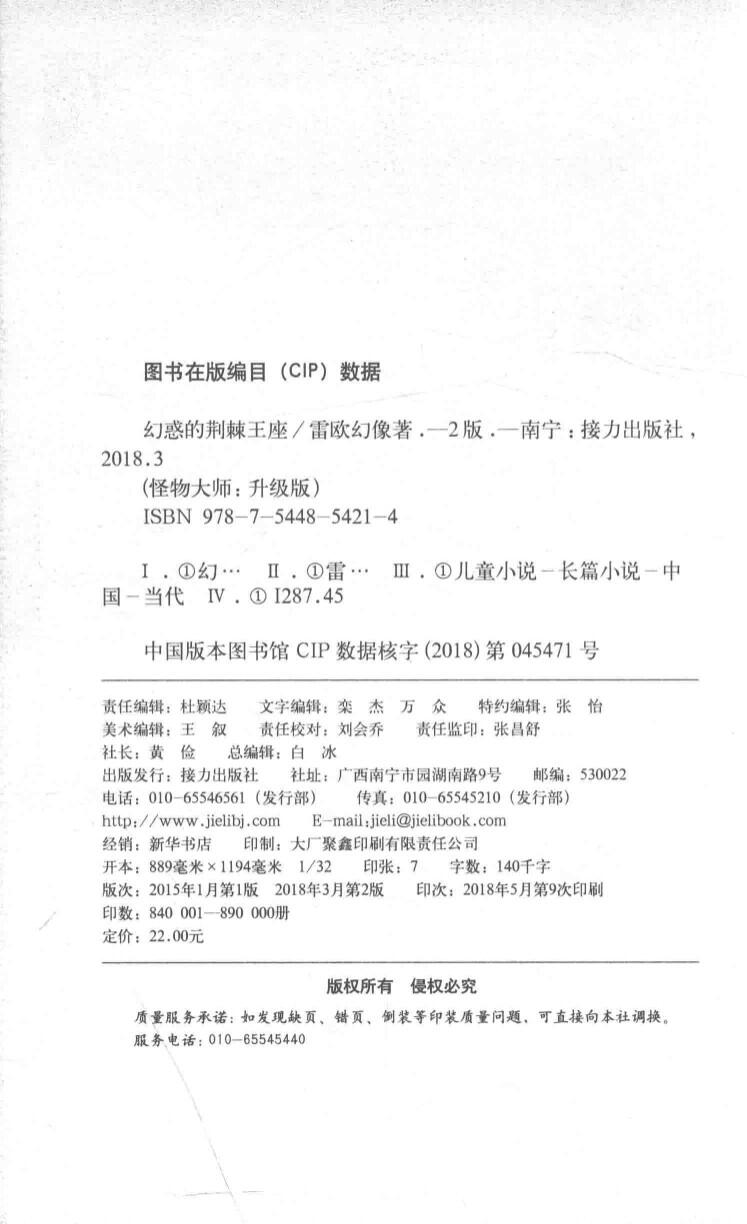 图书在版编目（CIP）数据
幻惑的荆棘王座／雷欧幻像著.—2版.—南宁：接力出版社，
2018.3
（怪物大师：升级版）
ISBN 978-7-5448-5421-4
Ⅰ.①幻… Ⅱ.①雷… Ⅲ.①儿童小说－长篇小说－中
国－当代 Ⅳ.①I287.45
中国版本图书馆CIP数据核字(2018)第045471号
责任编辑：杜颖达 文字编辑：栾 杰 万 众 特约编辑：张 怡
美术编辑：王 叙 责任校对：刘会乔 责任监印：张昌舒
社长：黄 俭 总编辑：白 冰
出版发行：接力出版社 社址：广西南宁市园湖南路9号 邮编：530022
电话：010-65546561（发行部） 传真：010-65545210（发行部）
http://www.jielibj.com E-mail:jieli@jielibook.com
经销：新华书店 印制：大厂聚鑫印刷有限责任公司
开本：889毫米×1194毫米 1/32 印张：7 字数：140千字
版次：2015年1月第1版 2018年3月第2版 印次：2018年5月第9次印刷
印数：840 001—890 000册
定价：22.00元
版权所有 侵权必究
质量服务承诺：如发现缺页、错页、倒装等印装质量问题，可直接向本社调换。
服务电话：010-65545440